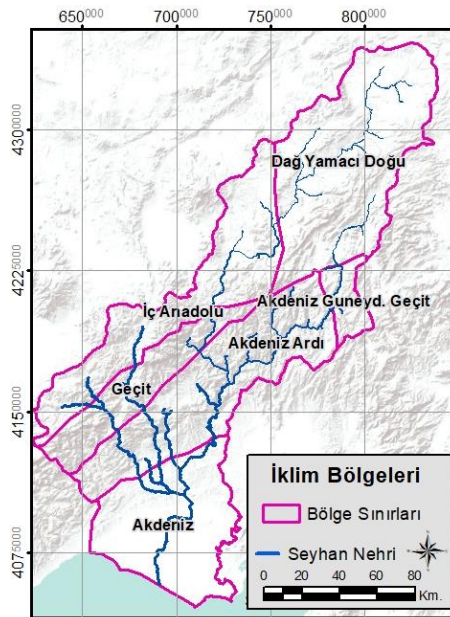 650000 700000 750000 800000
4300000
Dağ Yamacı Doğu
4225000
Akdeniz Guneyd. Geçit
İç Anadolu
Akdeniz Ardı
Geçit
4150000
İklim Bölgeleri
Bölge Sınırları
Akdeniz
Seyhan Nehri
4075000
0 20 40 60 80
Km.